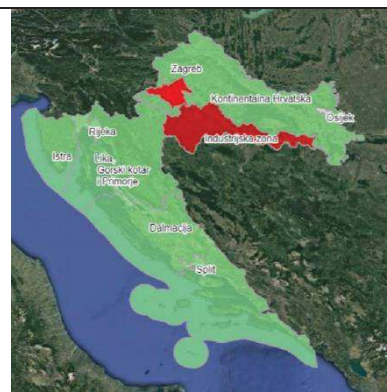 Zagreb
Kontinentalna Hrvatska
Osijek
Industrijska zona
Rijeka
Istra
Lika,
Gorski kotar
i Primorje
Dalmacija
Split